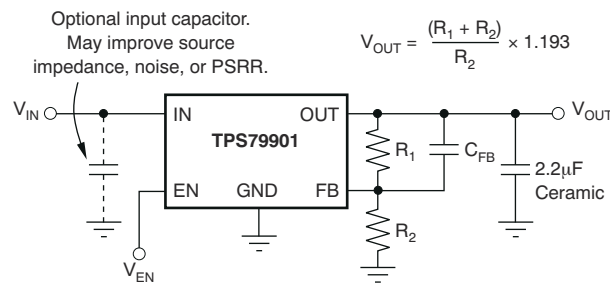 Optional input capacitor.
May improve source
impedance, noise, or PSRR.
V_OUT = (R_1 + R_2) / R_2 × 1.193
V_IN
IN
OUT
V_OUT
TPS79901
R_1
C_FB
2.2μF
Ceramic
EN
GND
FB
R_2
V_EN